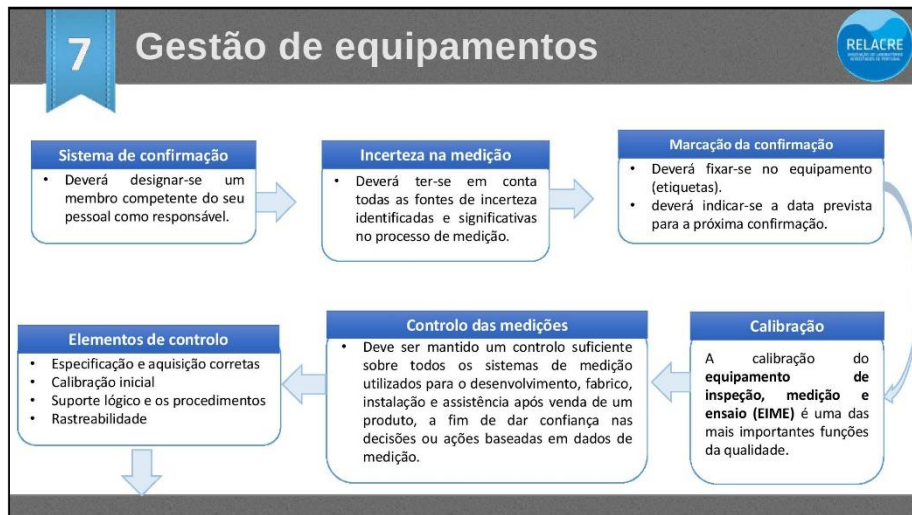 7
Gestão de equipamentos
RELACRE
Sistema de confirmação
• Deverá designar-se um
membro competente do seu
pessoal como responsável.
Incerteza na medição
• Deverá ter-se em conta
todas as fontes de incerteza
identificadas e significativas
no processo de medição.
Marcação da confirmação
• Deverá fixar-se no equipamento
(etiquetas).
• deverá indicar-se a data prevista
para a próxima confirmação.
Calibração
A calibração do
equipamento de
inspeção, medição e
ensaio (EIME) é uma das
mais importantes funções
da qualidade.
Controlo das medições
• Deve ser mantido um controlo suficiente
sobre todos os sistemas de medição
utilizados para o desenvolvimento, fabrico,
instalação e assistência após venda de um
produto, a fim de dar confiança nas
decisões ou ações baseadas em dados de
medição.
Elementos de controlo
• Especificação e aquisição corretas
• Calibração inicial
• Suporte lógico e os procedimentos
• Rastreabilidade